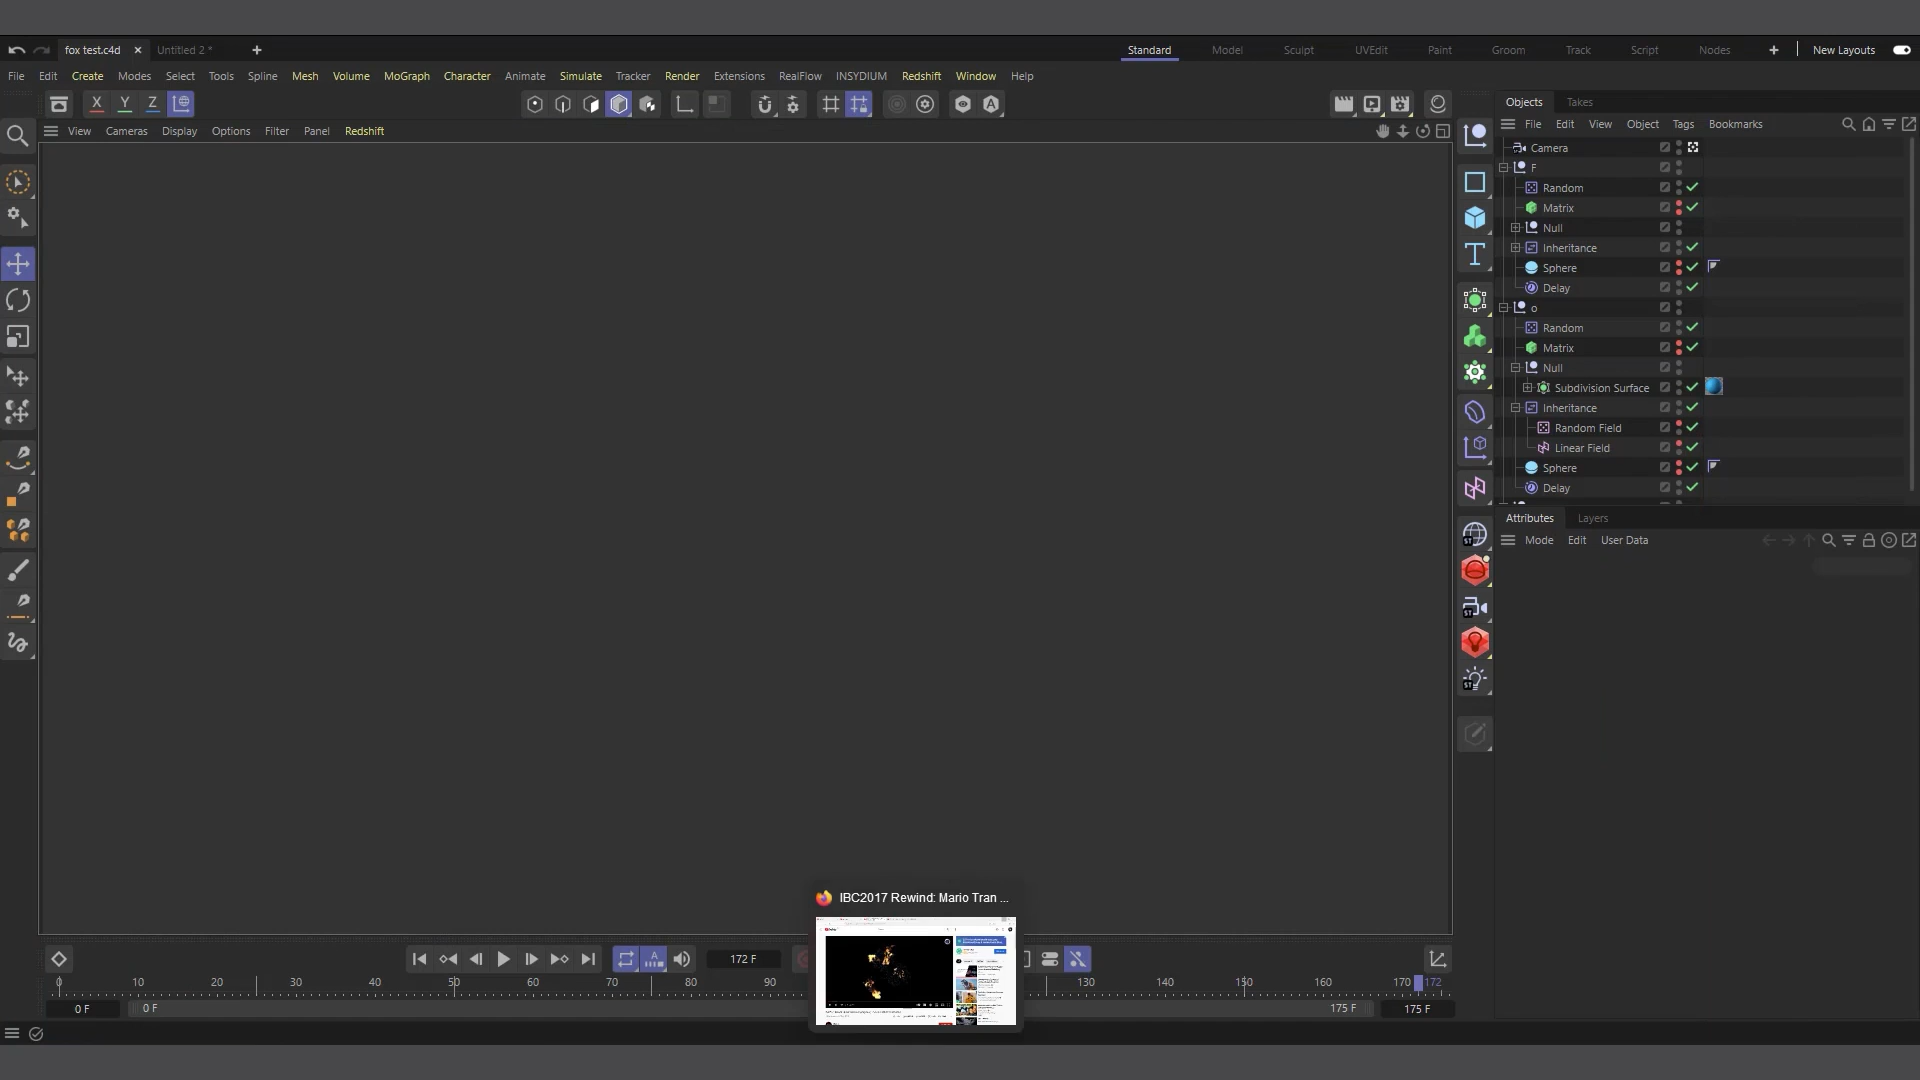 fox test.c4d
Untitled 2 *
Standard
Model
Sculpt
UVEdit
Paint
Groom
Track
Script
Nodes
New Layouts
File Edit Create Modes Select Tools Spline Mesh Volume MoGraph Character Animate Simulate Tracker Render Extensions RealFlow INSYDIUM Redshift Window Help
X Y Z
View Cameras Display Options Filter Panel Redshift
Objects Takes
File Edit View Object Tags Bookmarks
Camera
F
Random
Matrix
Null
Inheritance
Sphere
Delay
o
Random
Matrix
Null
Subdivision Surface
Inheritance
Random Field
Linear Field
Sphere
Delay
Attributes Layers
Mode Edit User Data
ST
ST
ST
IBC2017 Rewind: Mario Tran ...
172 F
0 10 20 30 40 50 60 70 80 90 130 140 150 160 170 172
0 F
0 F
175 F
175 F